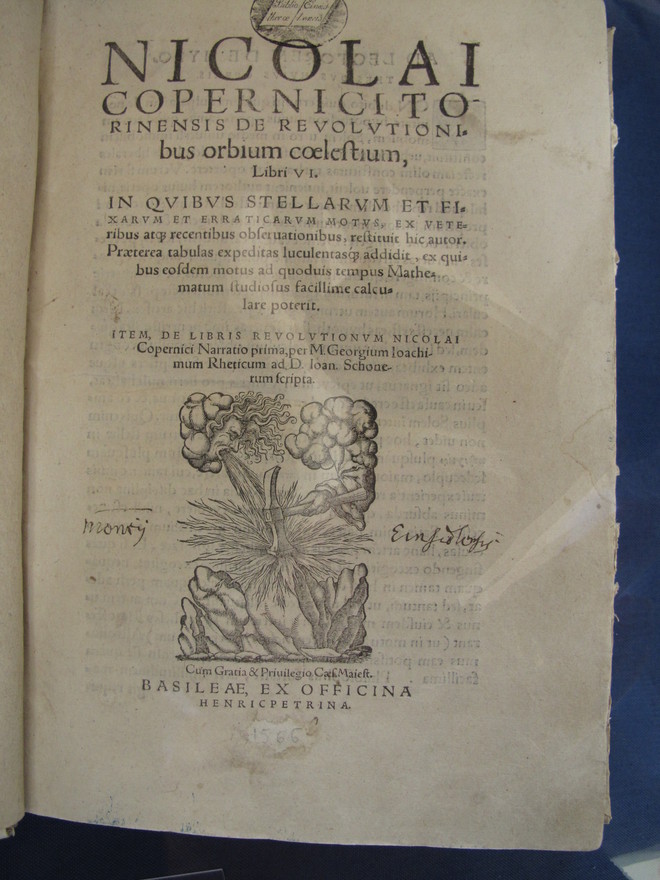 NICOLAI
COPERNICI TO-
RINENSIS DE REVOLVTIONI-
bus orbium cœlestium,
Libri VI.
IN QVIBVS STELLARVM ET FI-
XARVM ET ERRATICARVM MOTVS, EX VETE-
ribus atq; recentibus obseruationibus, restituit hic autor.
Præterea tabulas expeditas luculentasq; addidit, ex qui-
bus eosdem motus ad quoduis tempus Mathe-
matum studiosus facillime calcu-
lare poterit.
ITEM, DE LIBRIS REVOLVTIONVM NICOLAI
Copernici Narratio prima, per M. Georgium Ioachi-
mum Rheticum ad D. Ioan. Schone-
rum scripta.
Cum Gratia & Priuilegio Cæs. Maiest.
BASILEAE, EX OFFICINA
HENRICPETRINA.
1566